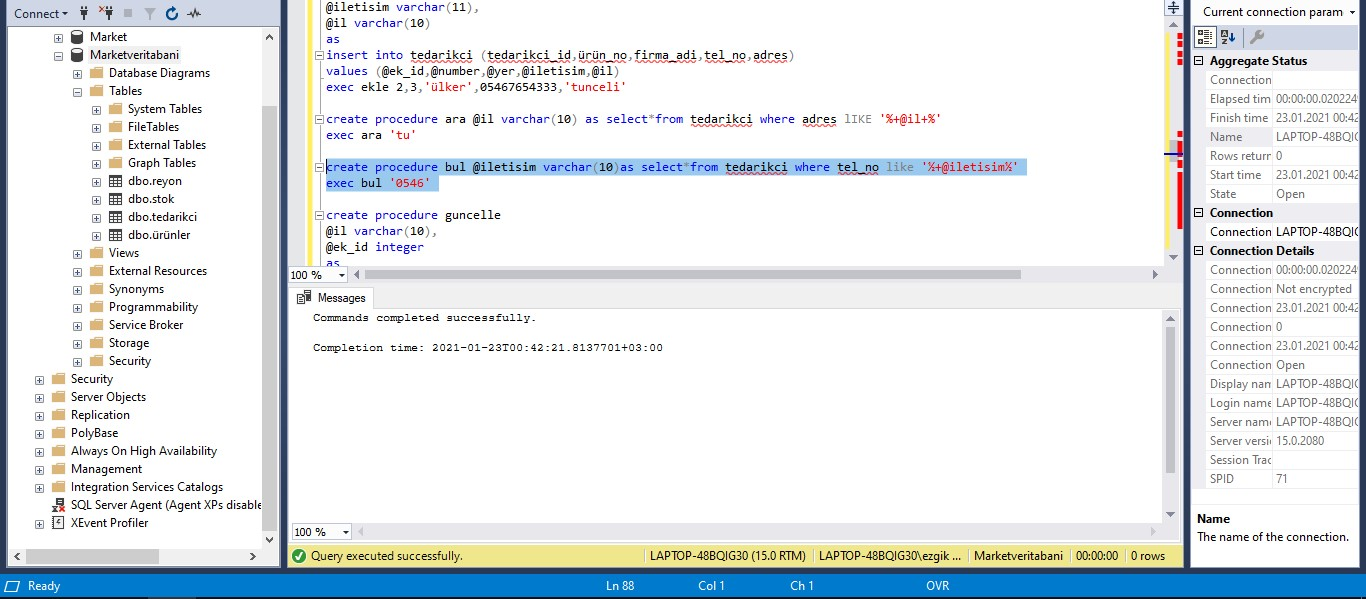 Connect
Market
Marketveritabani
Database Diagrams
Tables
System Tables
FileTables
External Tables
Graph Tables
dbo.reyon
dbo.stok
dbo.tedarikci
dbo.ürünler
Views
External Resources
Synonyms
Programmability
Service Broker
Storage
Security
Security
Server Objects
Replication
PolyBase
Always On High Availability
Management
Integration Services Catalogs
SQL Server Agent (Agent XPs disable
XEvent Profiler
@iletisim varchar(11),
@il varchar(10)
as
insert into tedarikci (tedarikci_id,ürün_no,firma_adi,tel_no,adres)
values (@ek_id,@number,@yer,@iletisim,@il)
exec ekle 2,3,'ülker',05467654333,'tunceli'
create procedure ara @il varchar(10) as select*from tedarikci where adres lIKE '%+@il+%'
exec ara 'tu'
create procedure bul @iletisim varchar(10)as select*from tedarikci where tel_no like '%+@iletisim%'
exec bul '0546'
create procedure guncelle
@il varchar(10),
@ek_id integer
as
100 %
Messages
Commands completed successfully.
Completion time: 2021-01-23T00:42:21.8137701+03:00
100 %
Query executed successfully.
LAPTOP-48BQIG30 (15.0 RTM)
LAPTOP-48BQIG30\ezgik ...
Marketveritabani
00:00:00
0 rows
Current connection param
Aggregate Status
Connection
Elapsed tim 00:00:00.0202249
Finish time 23.01.2021 00:42
Name LAPTOP-48BQIG
Rows return 0
Start time 23.01.2021 00:42
State Open
Connection
Connection LAPTOP-48BQIG
Connection Details
Connection 00:00:00.0202249
Connection Not encrypted
Connection 23.01.2021 00:42
Connection 0
Connection 23.01.2021 00:42
Connection Open
Display nam LAPTOP-48BQIG
Login name LAPTOP-48BQIG
Server name LAPTOP-48BQIG
Server versi 15.0.2080
Session Trac
SPID 71
Name
The name of the connection.
Ready
Ln 88
Col 1
Ch 1
OVR